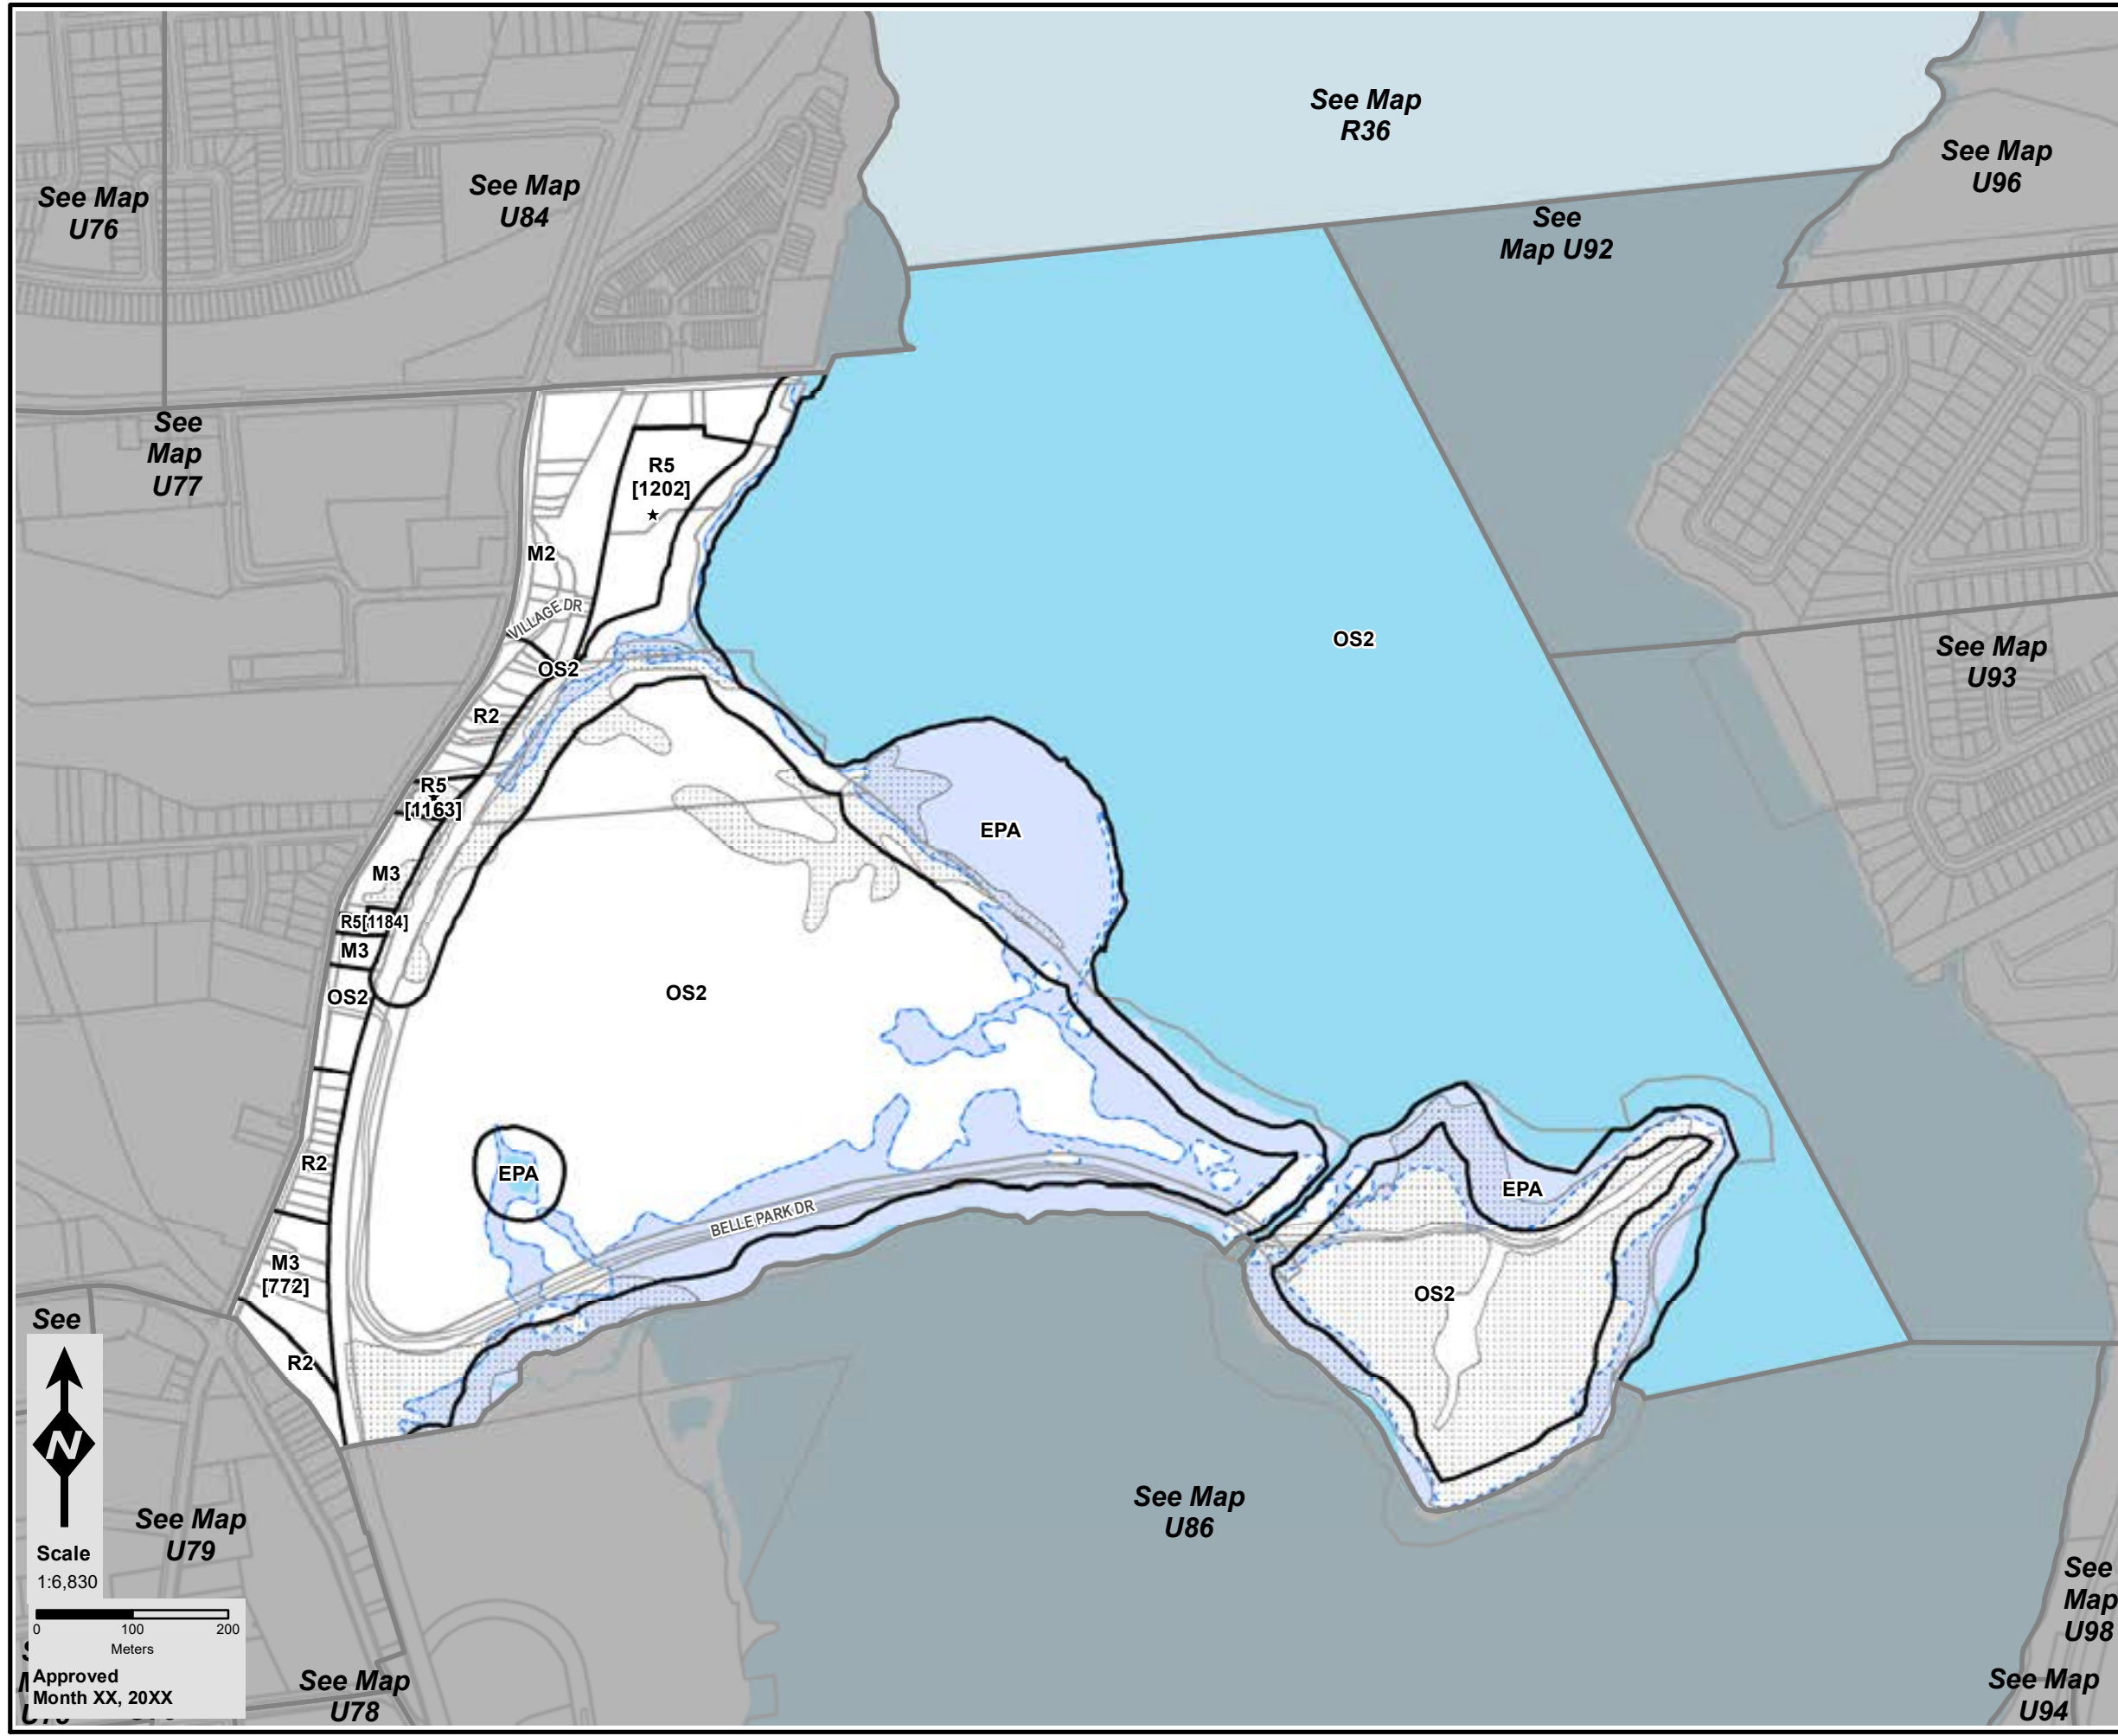 See Map
R36
See Map
U96
See Map
U76
See Map
U84
See
Map U92
See
Map
U77
R5
[1202]
★
M2
VILLAGE DR
OS2
OS2
See Map
U93
R2
R5
[1163]
EPA
M3
R5[1184]
M3
OS2
OS2
EPA
R2
EPA
BELLE PARK DR
M3
[772]
OS2
See
R2
N
See Map
U86
See Map
U79
Scale
1:6,830
0 100 200
Meters
Approved
Month XX, 20XX
See Map
U78
See
Map
U98
See Map
U94